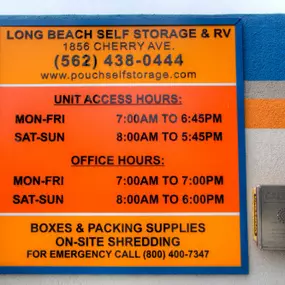 LONG BEACH SELF STORAGE & RV
1856 CHERRY AVE.
(562) 438-0444
www.pouchselfstorage.com
UNIT ACCESS HOURS:
MON-FRI 7:00AM TO 6:45PM
SAT-SUN 8:00AM TO 5:45PM
OFFICE HOURS:
MON-FRI 7:00AM TO 7:00PM
SAT-SUN 8:00AM TO 6:00PM
BOXES & PACKING SUPPLIES
ON-SITE SHREDDING
FOR EMERGENCY CALL (800) 400-7347